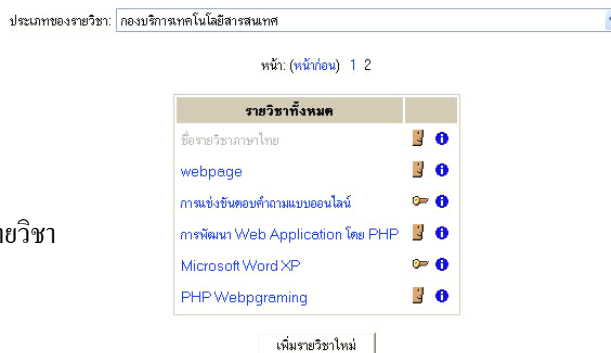 ประเภทของรายวิชา: กองบริการเทคโนโลยีสารสนเทศ
หน้า: (หน้าก่อน) 1 2
รายวิชาทั้งหมด
ชื่อรายวิชาภาษาไทย
webpage
การแข่งขันตอบคำถามแบบออนไลน์
ายวิชา
การพัฒนา Web Application โดย PHP
Microsoft Word XP
PHP Webpgraming
เพิ่มรายวิชาใหม่